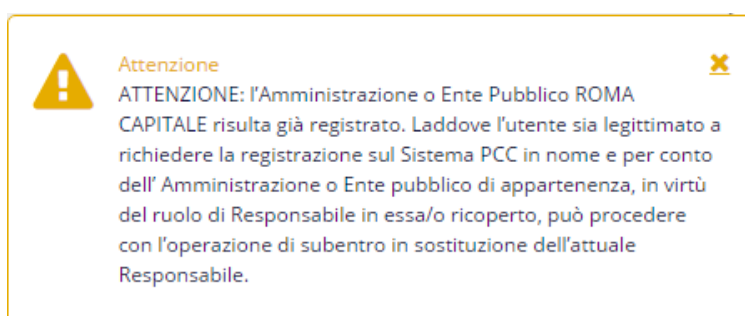 Attenzione
ATTENZIONE: l'Amministrazione o Ente Pubblico ROMA
CAPITALE risulta già registrato. Laddove l'utente sia legittimato a
richiedere la registrazione sul Sistema PCC in nome e per conto
dell' Amministrazione o Ente pubblico di appartenenza, in virtù
del ruolo di Responsabile in essa/o ricoperto, può procedere
con l'operazione di subentro in sostituzione dell'attuale
Responsabile.